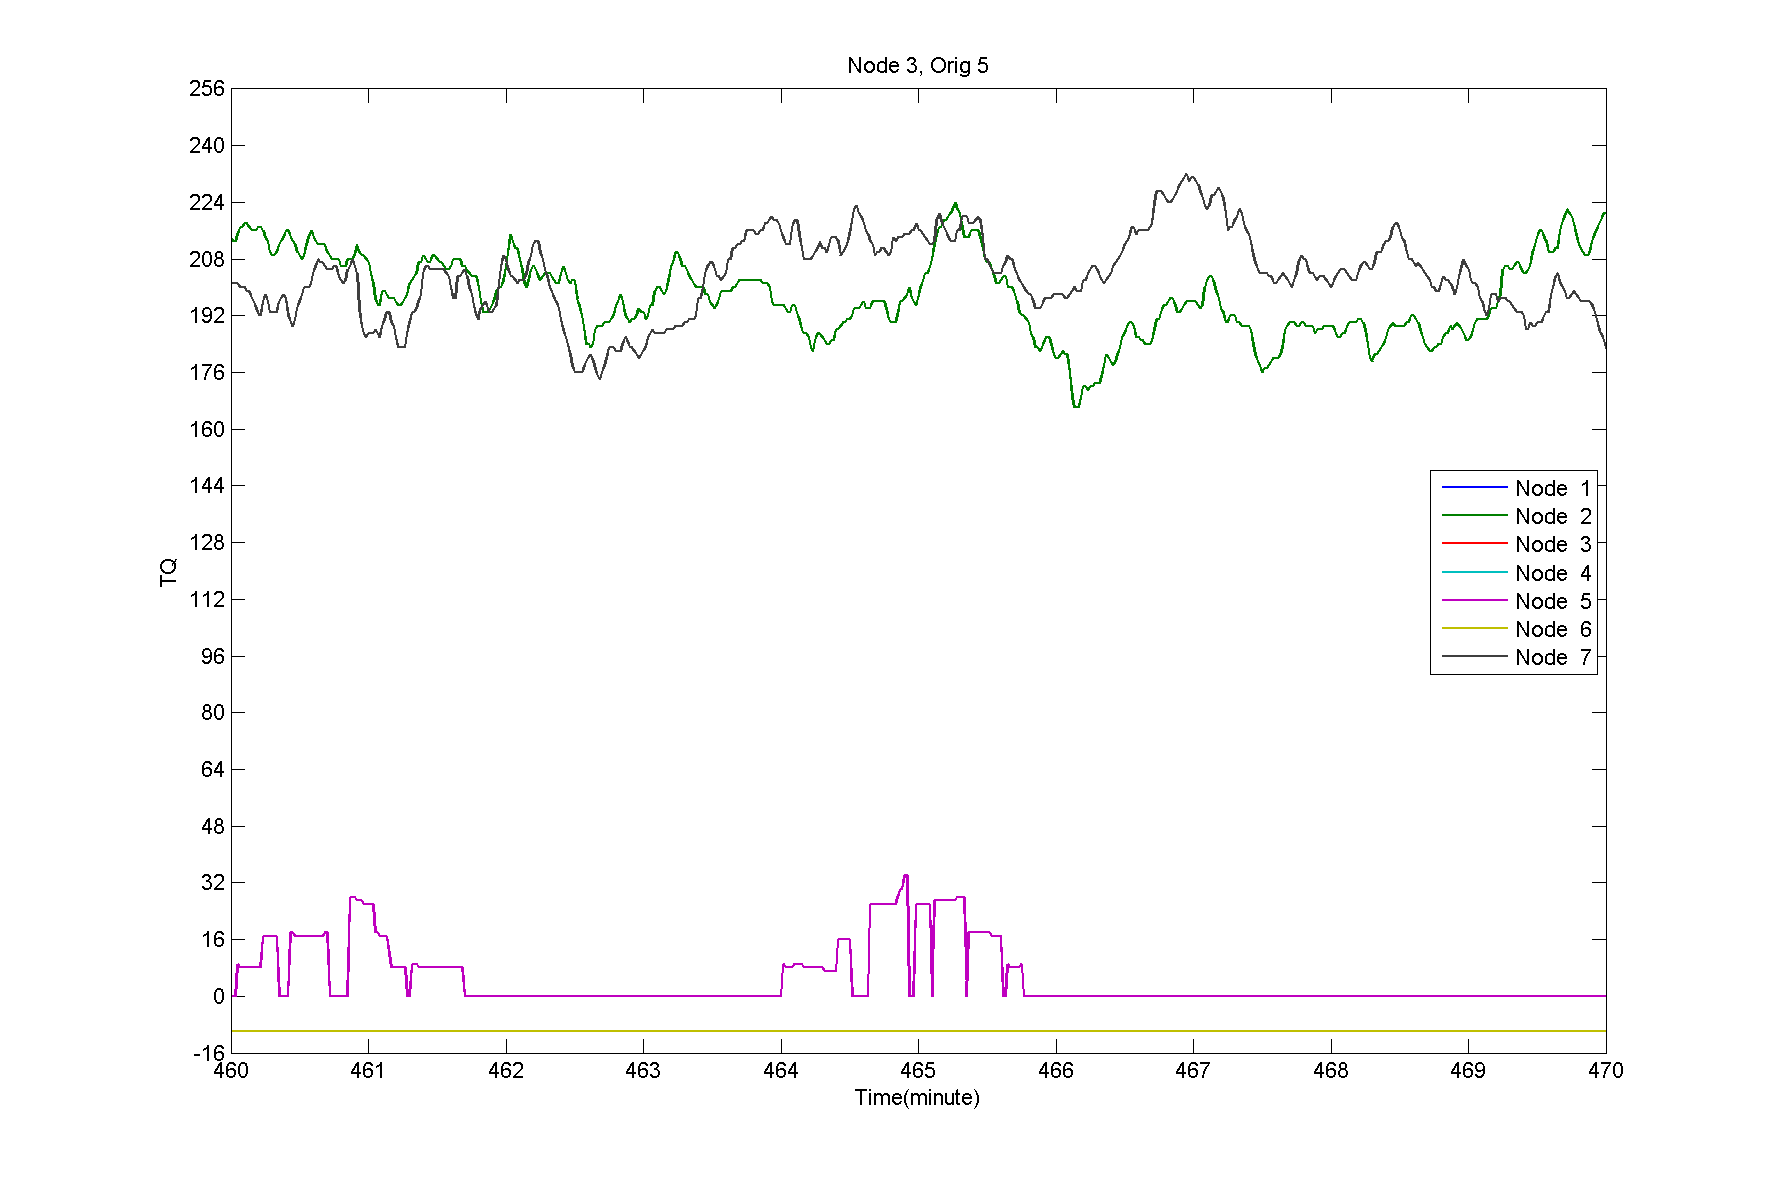 Node 3, Orig 5
256
240
224
208
192
176
160
144
128
112
96
80
64
48
32
16
0
-16
TQ
Node 1
Node 2
Node 3
Node 4
Node 5
Node 6
Node 7
460 461 462 463 464 465 466 467 468 469 470
Time(minute)